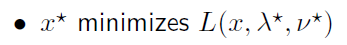 • x⋆ minimizes L(x, λ⋆, ν⋆)